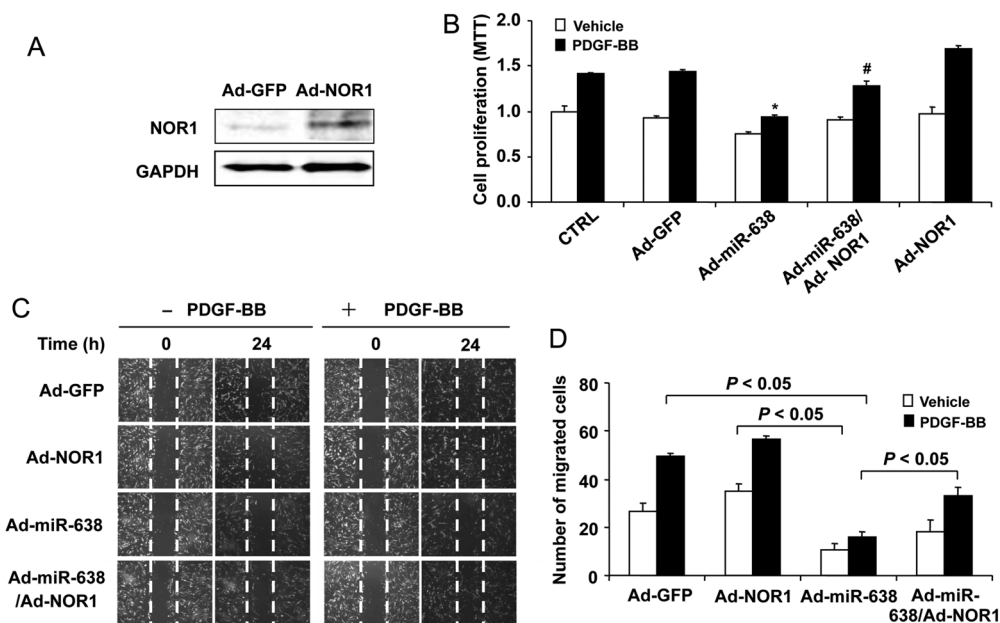 A
Ad-GFP Ad-NOR1
NOR1
GAPDH
B
Cell proliferation (MTT)
2.0
1.5
1.0
0.5
0.0
Vehicle
PDGF-BB
*
#
CTRL
Ad-GFP
Ad-miR-638
Ad-miR-638/
Ad- NOR1
Ad-NOR1
C
– PDGF-BB
+ PDGF-BB
Time (h) 0 24 0 24
Ad-GFP
Ad-NOR1
Ad-miR-638
Ad-miR-638
/Ad-NOR1
D
Number of migrated cells
80
60
40
20
0
P < 0.05
P < 0.05
P < 0.05
Vehicle
PDGF-BB
Ad-GFP
Ad-NOR1
Ad-miR-638
Ad-miR-
638/Ad-NOR1